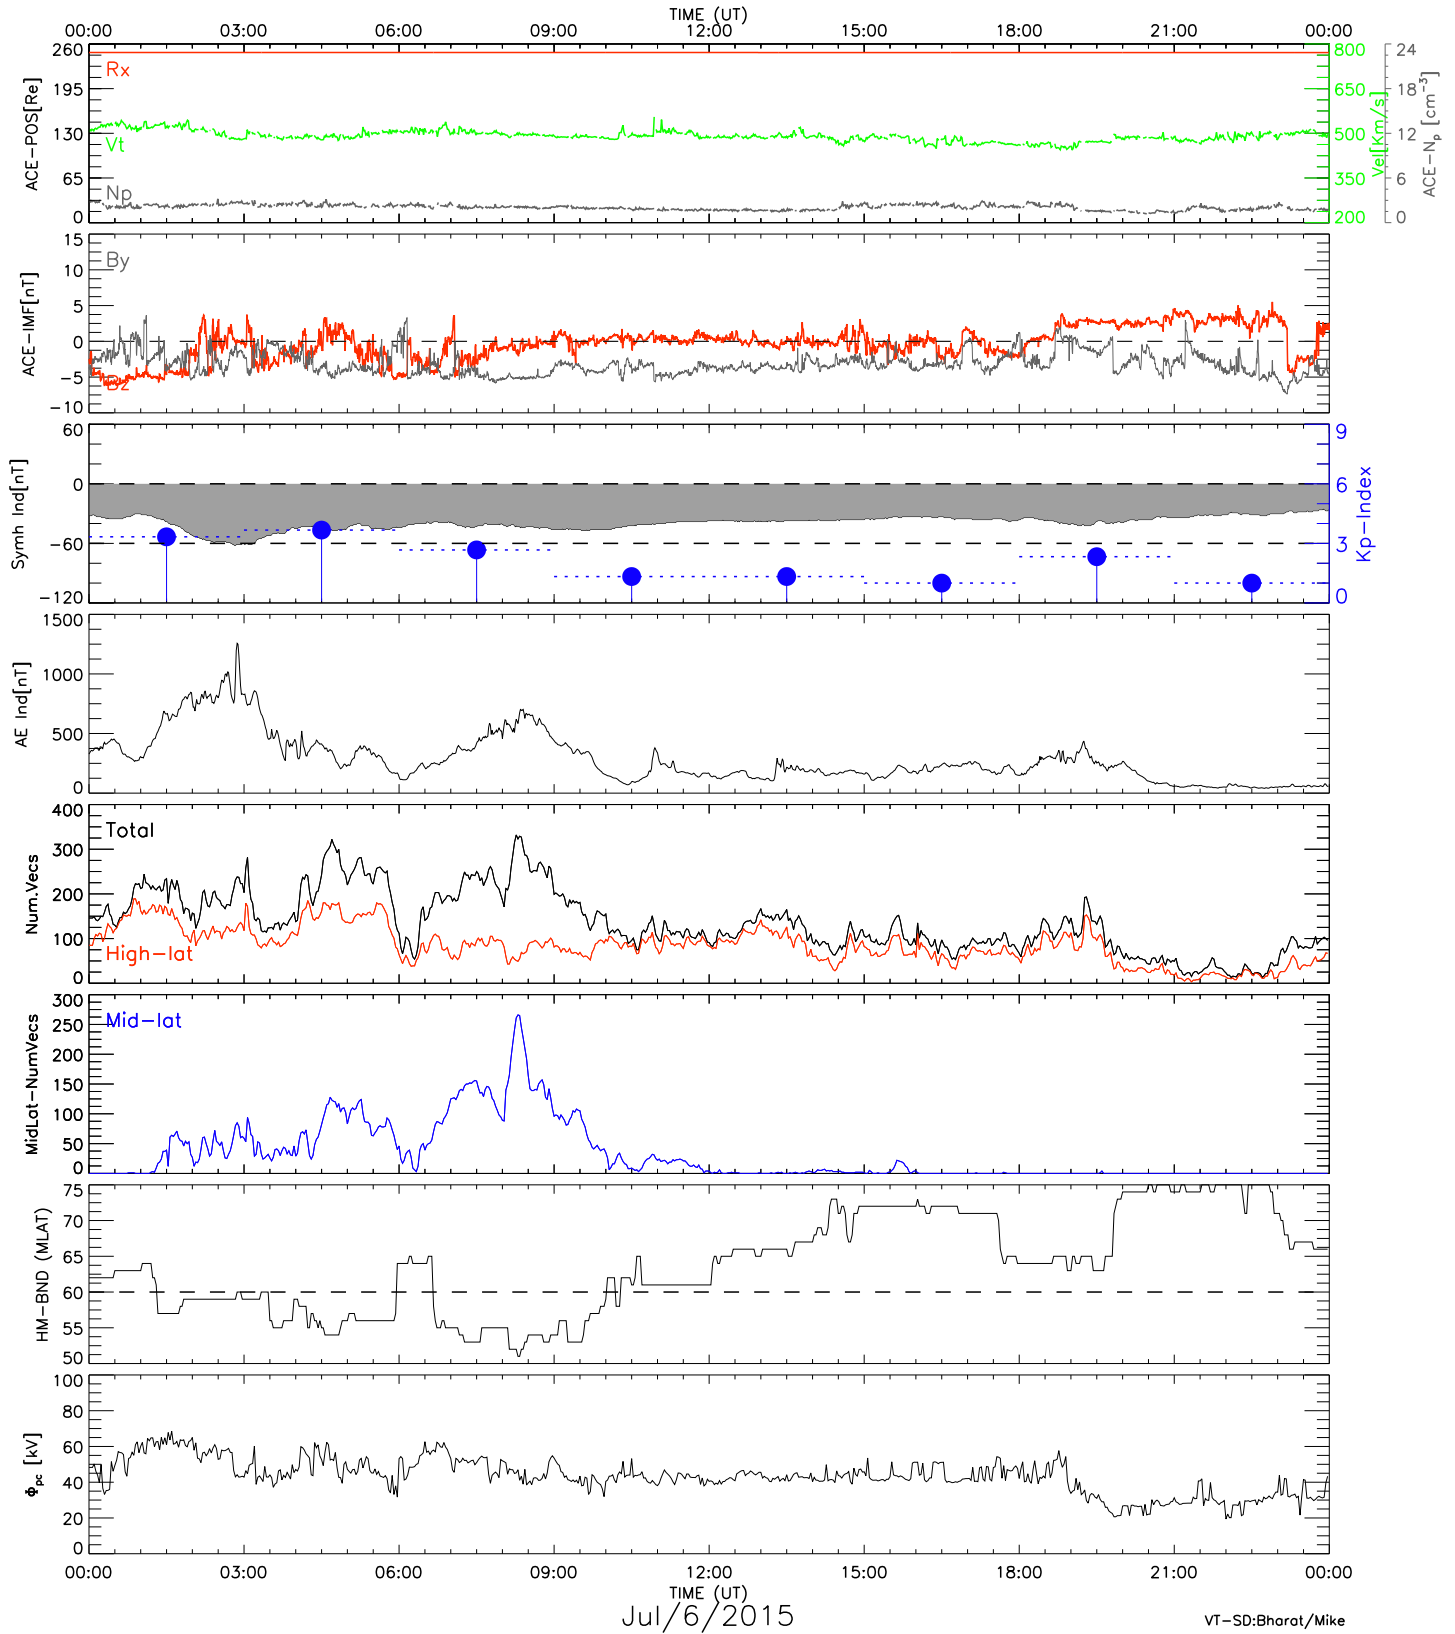 TIME (UT)
00:00 03:00 06:00 09:00 12:00 15:00 18:00 21:00 00:00
260 195 130 65 0
ACE-POS[Re]
Rx
Vt
Np
800 650 500 350 200
Vel[Km/s]
24 18 12 6 0
ACE-Np [cm-3]
15 10 5 0 -5 -10
ACE-IMF[nT]
By
Bz
60 0 -60 -120
Symh Ind[nT]
9 6 3 0
Kp-Index
1500 1000 500 0
AE Ind[nT]
400 300 200 100 0
Num.Vecs
Total
High-lat
300 250 200 150 100 50 0
MidLat-NumVecs
Mid-lat
75 70 65 60 55 50
HM-BND (MLAT)
100 80 60 40 20 0
Φpc [kV]
00:00 03:00 06:00 09:00 12:00 15:00 18:00 21:00 00:00
TIME (UT)
Jul/6/2015
VT-SD:Bharat/Mike